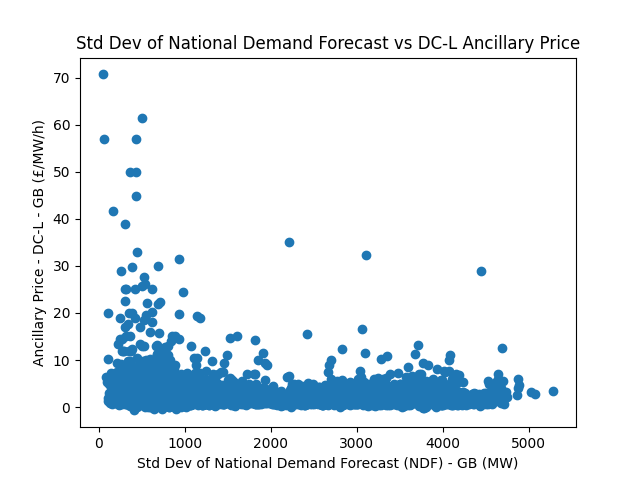 Std Dev of National Demand Forecast vs DC-L Ancillary Price
70
60
50
40
30
20
10
0
Ancillary Price - DC-L - GB (£/MW/h)
0 1000 2000 3000 4000 5000
Std Dev of National Demand Forecast (NDF) - GB (MW)